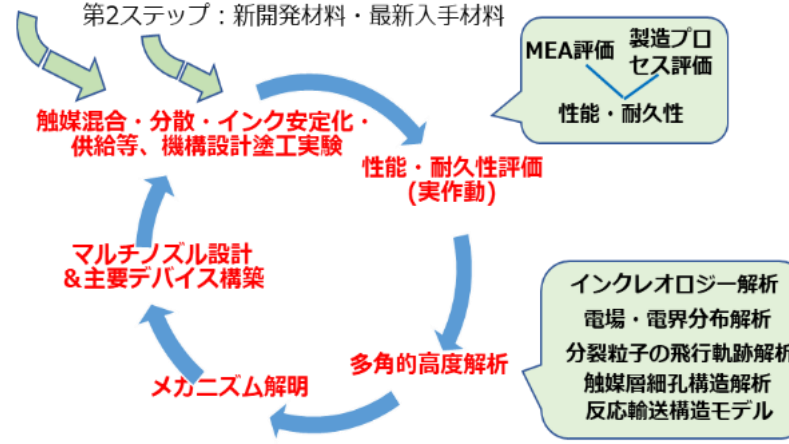 第2ステップ：新開発材料・最新入手材料
MEA評価
製造プロ
セス評価
性能・耐久性
触媒混合・分散・インク安定化・
供給等、機構設計塗工実験
性能・耐久性評価
(実作動)
マルチノズル設計
&主要デバイス構築
インクレオロジー解析
電場・電界分布解析
分裂粒子の飛行軌跡解析
触媒層細孔構造解析
反応輸送構造モデル
多角的高度解析
メカニズム解明